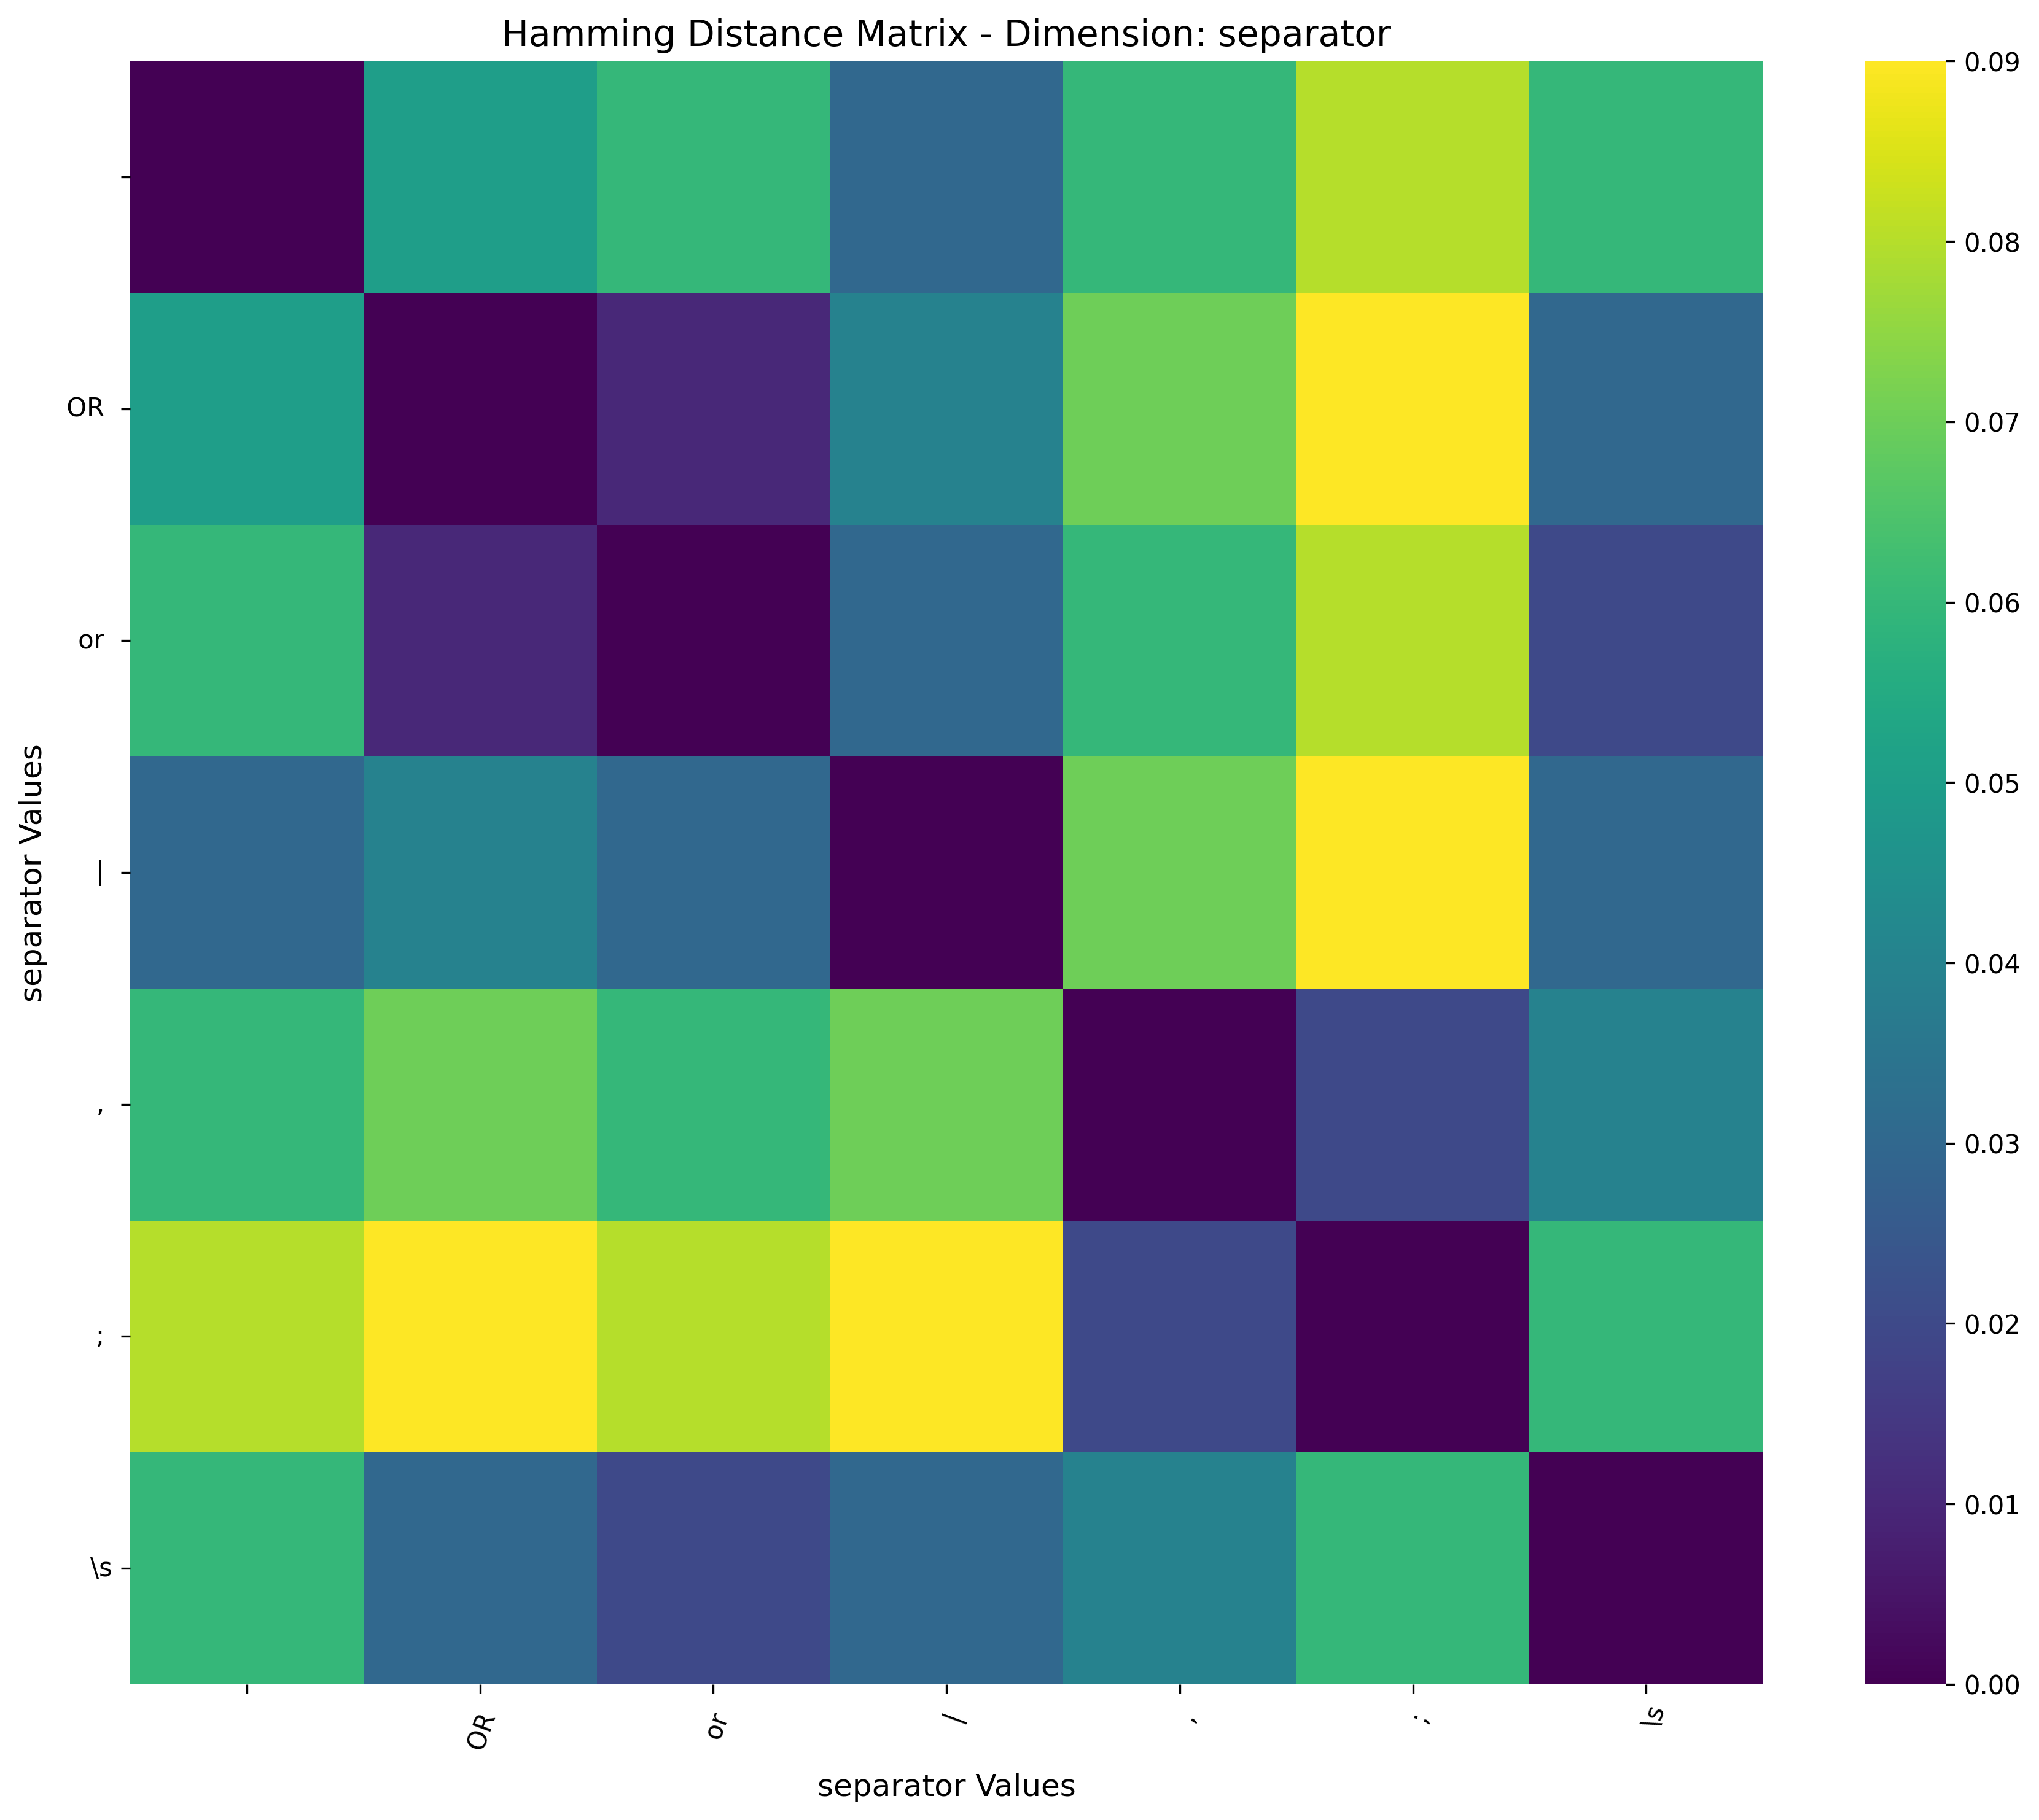 Hamming Distance Matrix - Dimension: separator
separator Values
OR
or
|
,
;
\s
OR
or
|
,
;
\s
separator Values
0.09
0.08
0.07
0.06
0.05
0.04
0.03
0.02
0.01
0.00